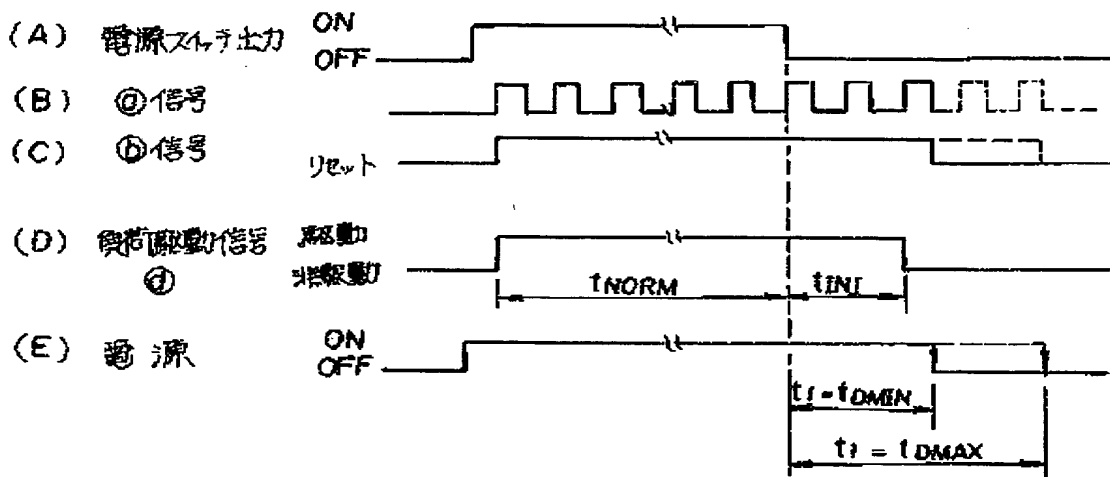 (A) 電源スイッチ出力 ON
OFF
(B) ⓐ信号
(C) ⓑ信号 リセット
(D) 負荷駆動信号 駆動
ⓓ 非駆動
tNORM tINI
(E) 電源 ON
OFF
t1 = tDMIN
t1 = tDMAX